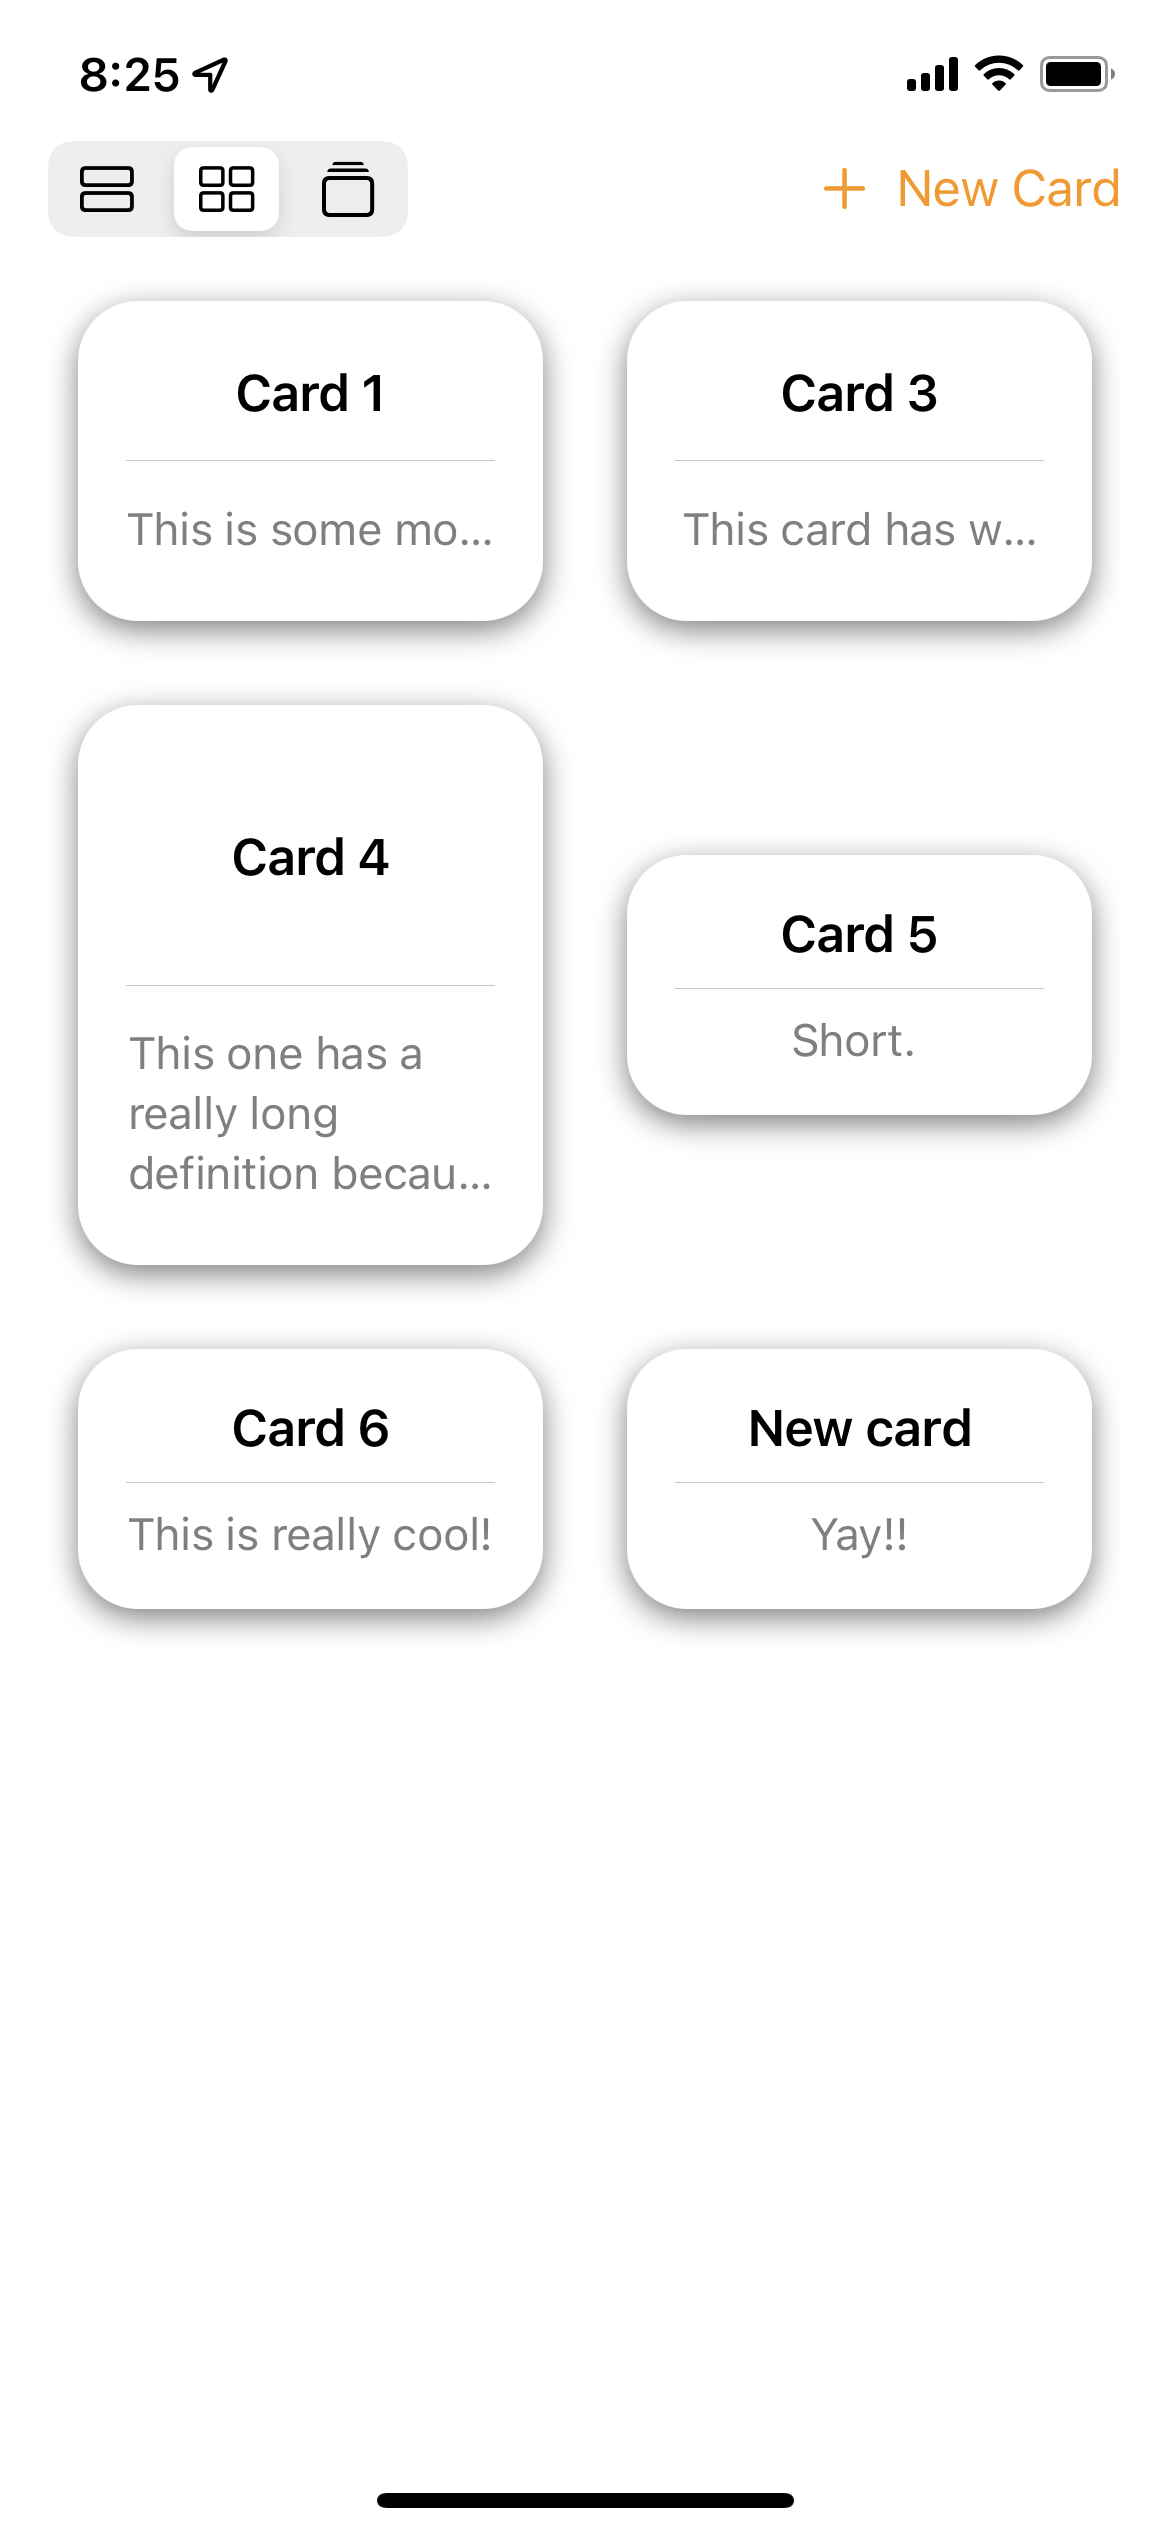 8:25
New Card
Card 1
This is some mo...
Card 3
This card has w...
Card 4
This one has a
really long
definition becau...
Card 5
Short.
Card 6
This is really cool!
New card
Yay!!